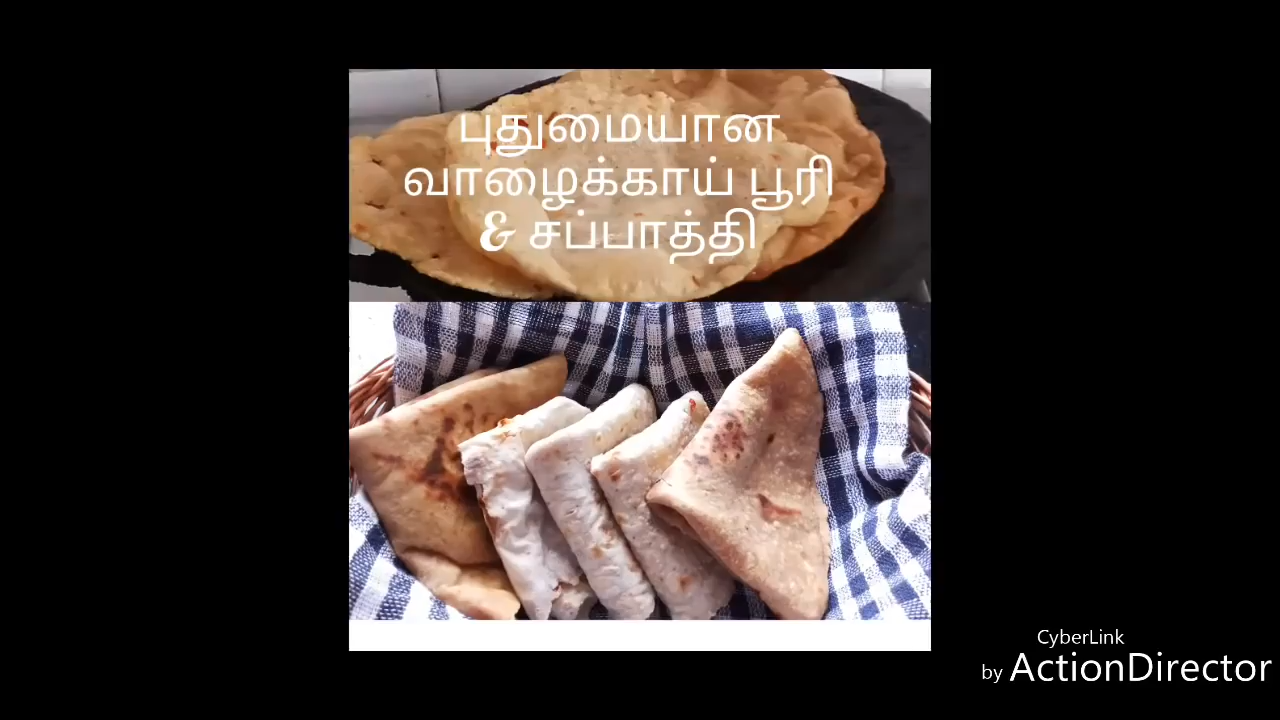 புதுமையான
வாழைக்காய் பூரி
& சப்பாத்தி
CyberLink
by ActionDirector